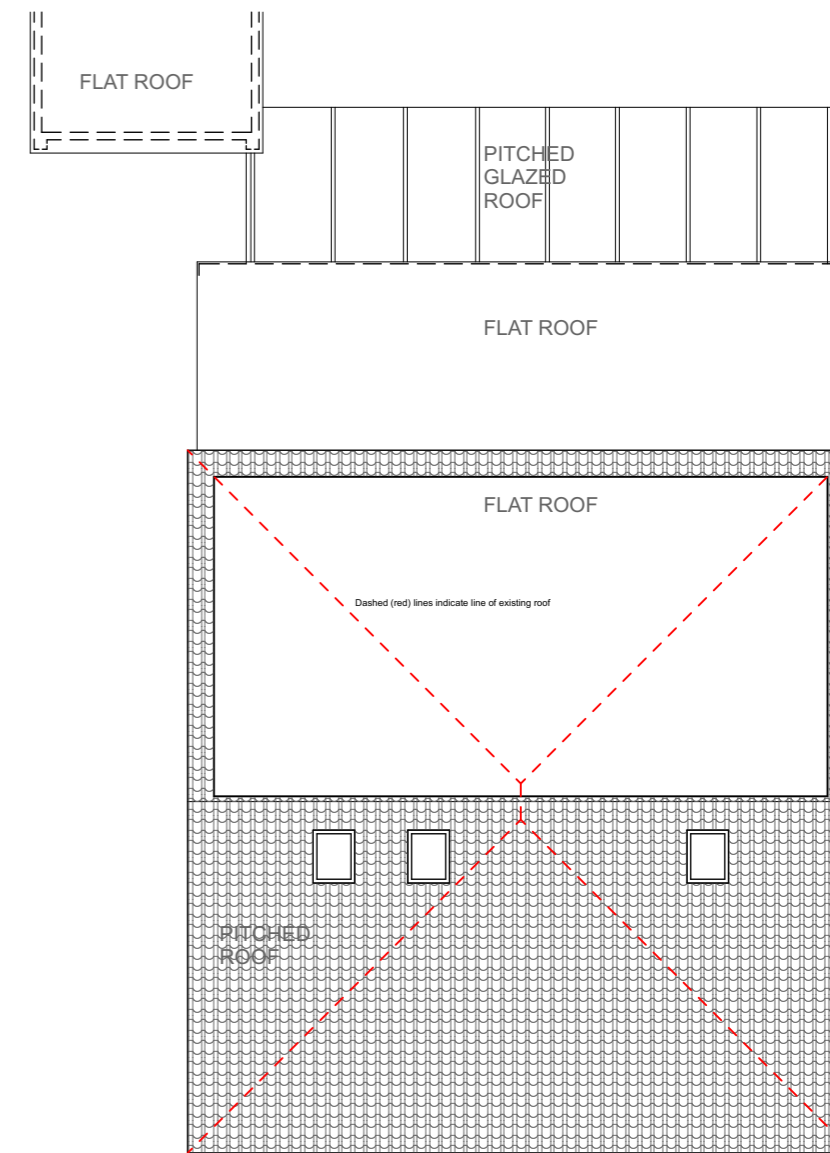 FLAT ROOF
PITCHED
GLAZED
ROOF
FLAT ROOF
FLAT ROOF
Dashed (red) lines indicate line of existing roof
PITCHED
ROOF